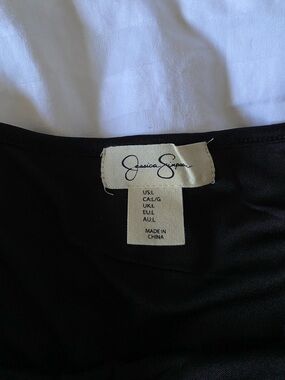 Jessica Simpson
US:L
CA:L/G
UK:L
EU:L
AU:L
MADE IN
CHINA